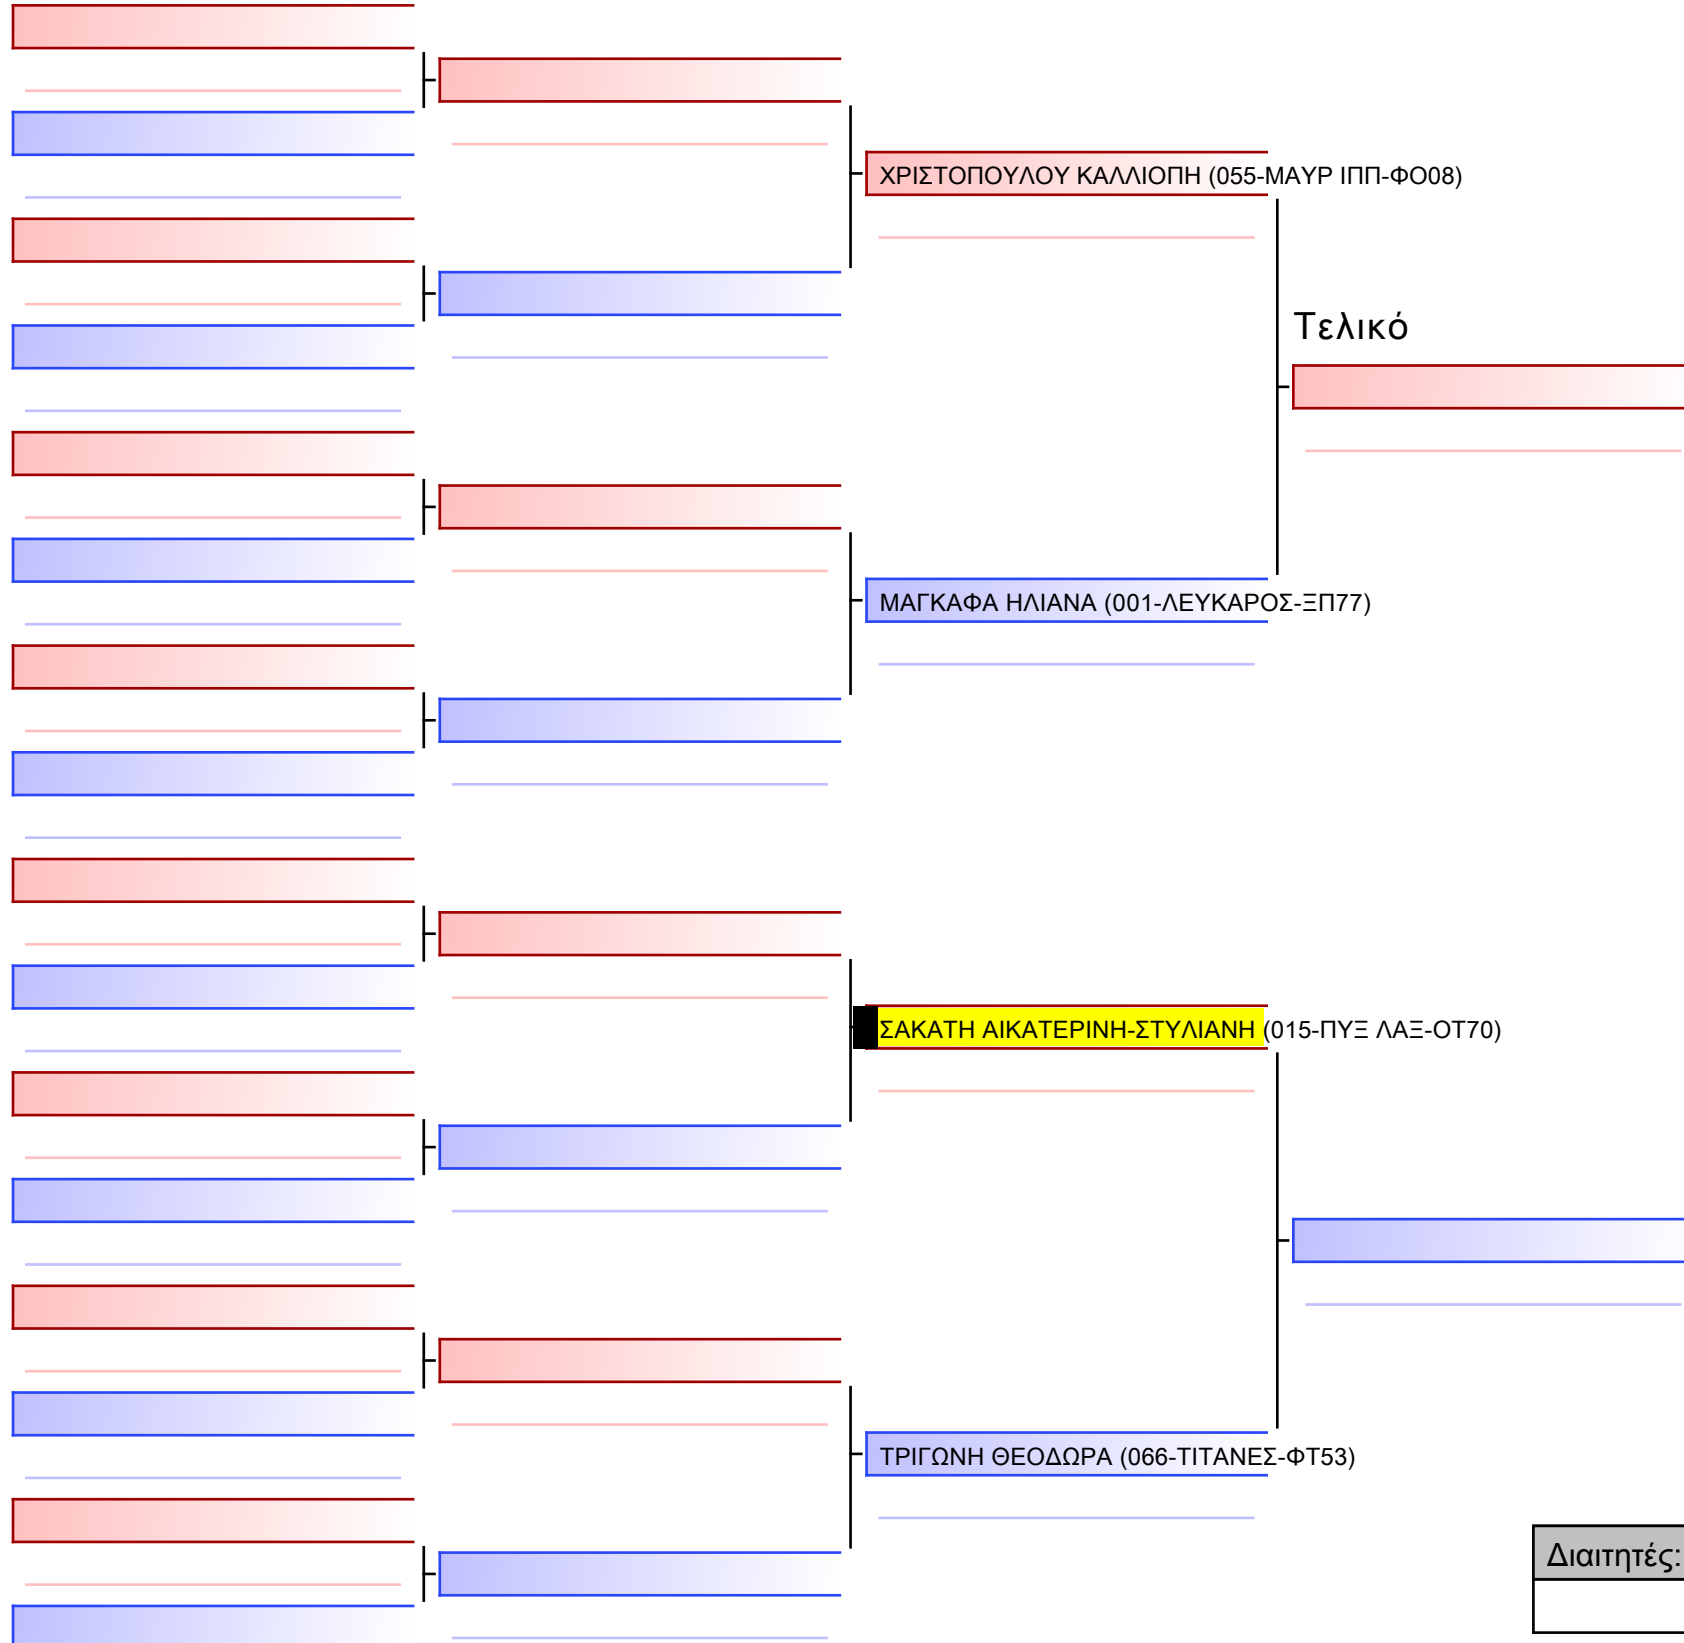 ΧΡΙΣΤΟΠΟΥΛΟΥ ΚΑΛΛΙΟΠΗ (055-ΜΑΥΡ ΙΠΠ-ΦΟ08)
Τελικό
ΜΑΓΚΑΦΑ ΗΛΙΑΝΑ (001-ΛΕΥΚΑΡΟΣ-ΞΠ77)
ΣΑΚΑΤΗ ΑΙΚΑΤΕΡΙΝΗ-ΣΤΥΛΙΑΝΗ (015-ΠΥΞ ΛΑΞ-ΟΤ70)
ΤΡΙΓΩΝΗ ΘΕΟΔΩΡΑ (066-ΤΙΤΑΝΕΣ-ΦΤ53)
Διαιτητές: